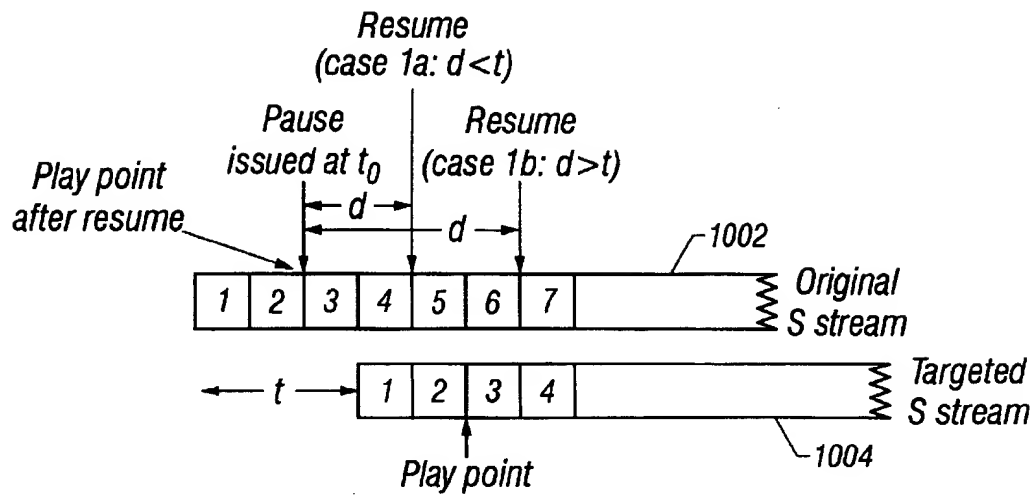 Resume
(case 1a: d<t)
Pause
issued at t0
Resume
(case 1b: d>t)
Play point
after resume
d
d
1002
1 2 3 4 5 6 7
Original
S stream
t
1 2 3 4
Targeted
S stream
1004
Play point